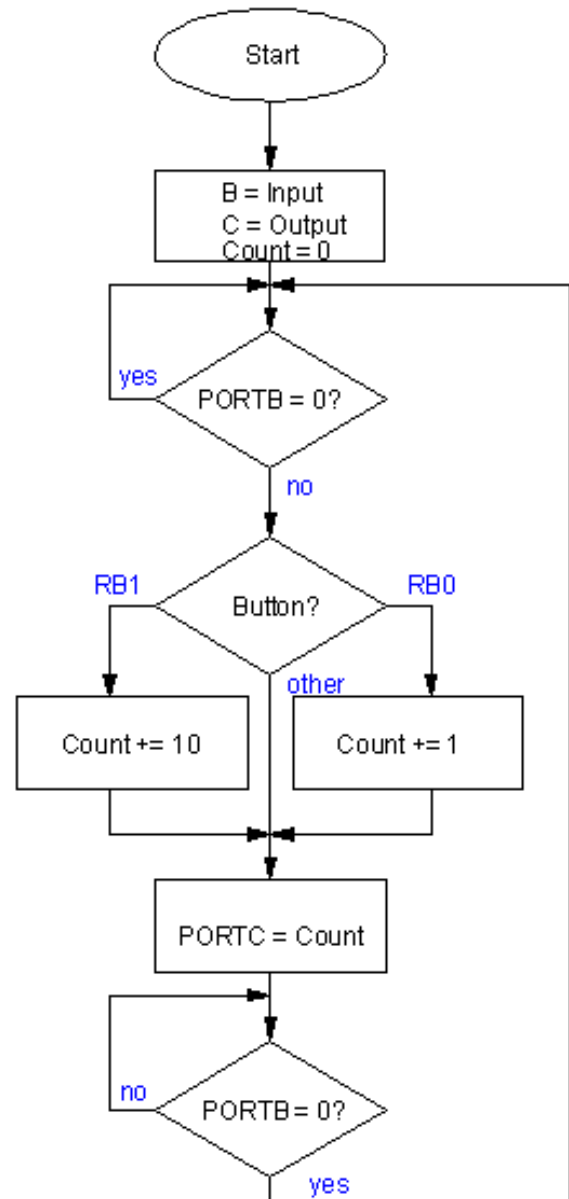 Start
B = Input
C = Output
Count = 0
yes
PORTB = 0?
no
RB1
RB0
Button?
other
Count += 10
Count += 1
PORTC = Count
no
PORTB = 0?
yes